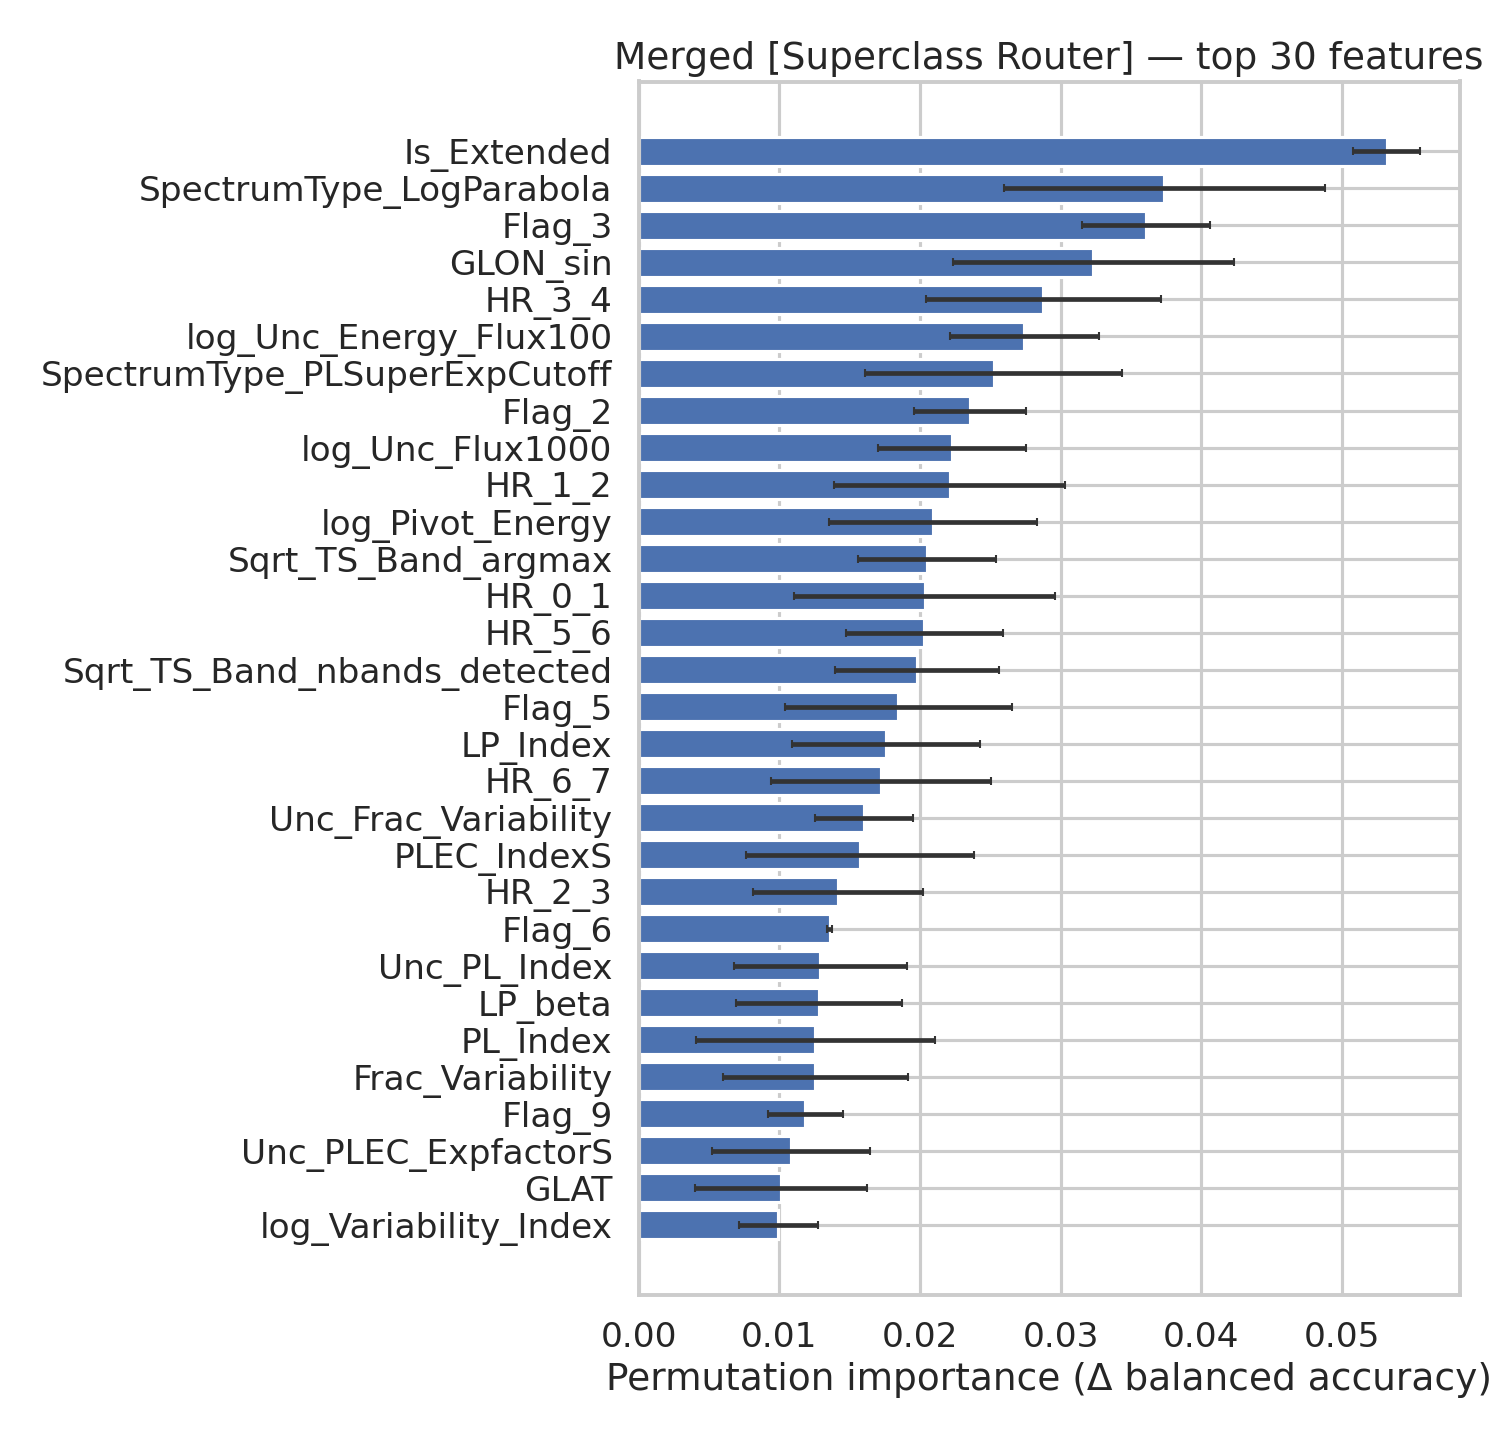 Merged [Superclass Router] — top 30 features
Is_Extended
SpectrumType_LogParabola
Flag_3
GLON_sin
HR_3_4
log_Unc_Energy_Flux100
SpectrumType_PLSuperExpCutoff
Flag_2
log_Unc_Flux1000
HR_1_2
log_Pivot_Energy
Sqrt_TS_Band_argmax
HR_0_1
HR_5_6
Sqrt_TS_Band_nbands_detected
Flag_5
LP_Index
HR_6_7
Unc_Frac_Variability
PLEC_IndexS
HR_2_3
Flag_6
Unc_PL_Index
LP_beta
PL_Index
Frac_Variability
Flag_9
Unc_PLEC_ExpfactorS
GLAT
log_Variability_Index
0.00 0.01 0.02 0.03 0.04 0.05
Permutation importance (Δ balanced accuracy)